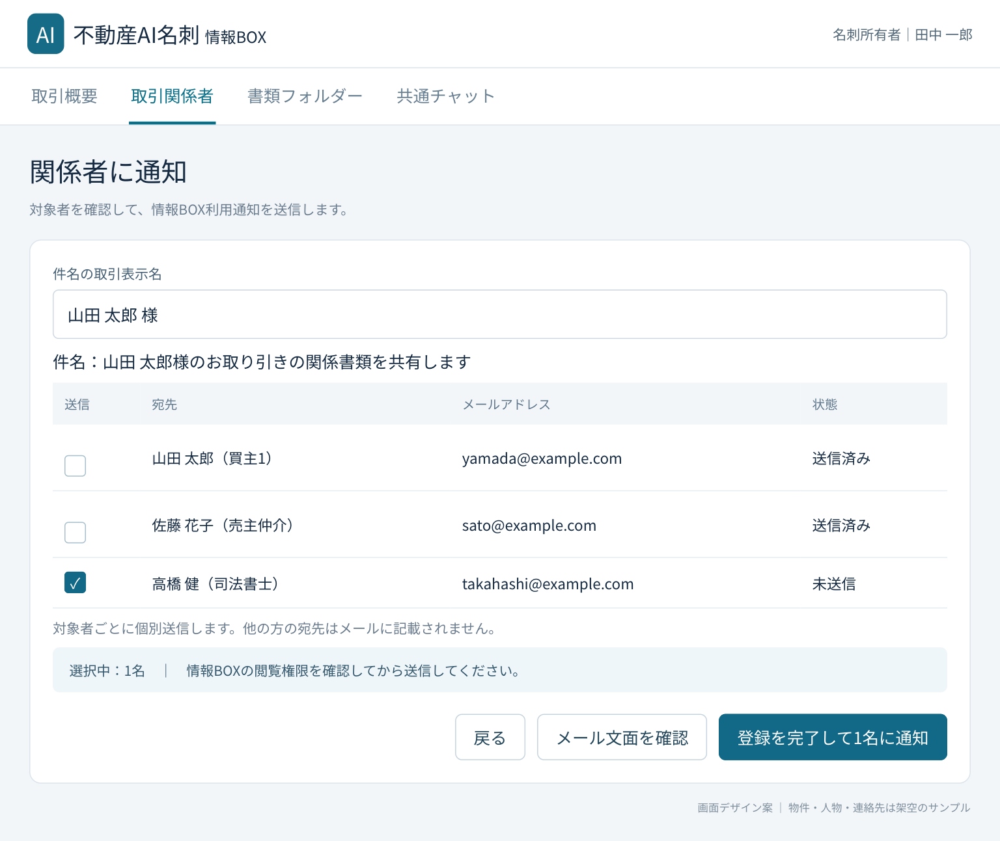 AI 不動産AI名刺 情報BOX
名刺所有者｜田中 一郎
取引概要 取引関係者 書類フォルダー 共通チャット
関係者に通知
対象者を確認して、情報BOX利用通知を送信します。
件名の取引表示名
山田 太郎 様
件名：山田 太郎様のお取り引きの関係書類を共有します
送信 宛先 メールアドレス 状態
山田 太郎（買主1） yamada@example.com 送信済み
佐藤 花子（売主仲介） sato@example.com 送信済み
✓ 高橋 健（司法書士） takahashi@example.com 未送信
対象者ごとに個別送信します。他の方の宛先はメールに記載されません。
選択中：1名 ｜ 情報BOXの閲覧権限を確認してから送信してください。
戻る メール文面を確認 登録を完了して1名に通知
画面デザイン案 ｜ 物件・人物・連絡先は架空のサンプル